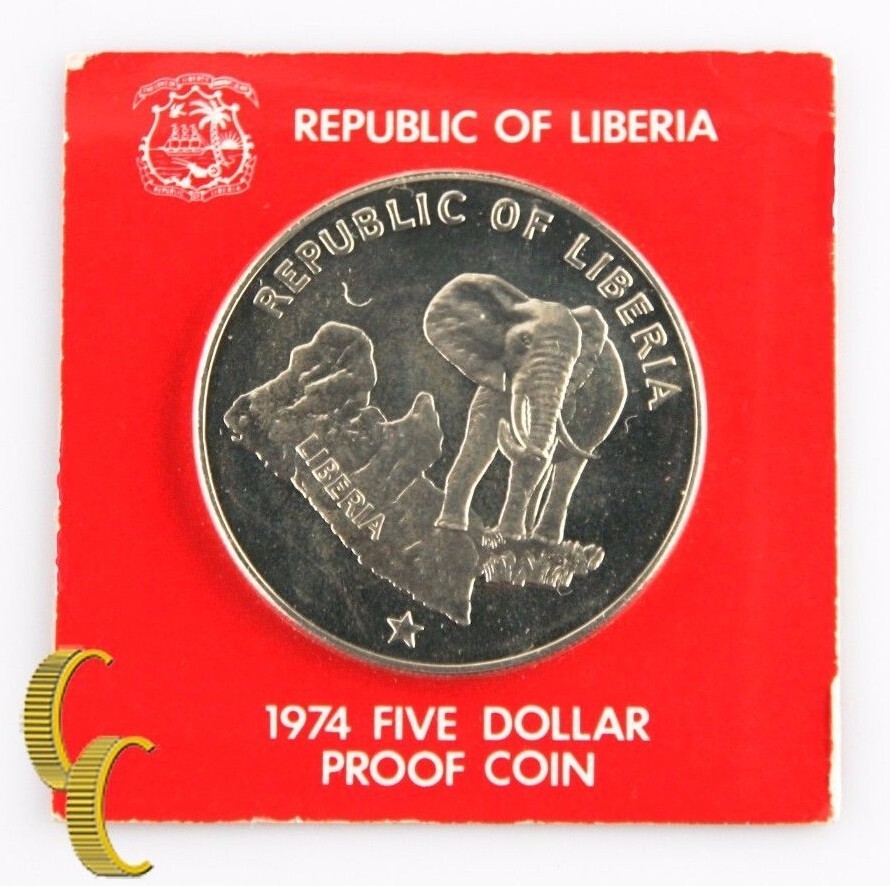 REPUBLIC OF LIBERIA
REPUBLIC OF LIBERIA
LIBERIA
1974 FIVE DOLLAR
PROOF COIN